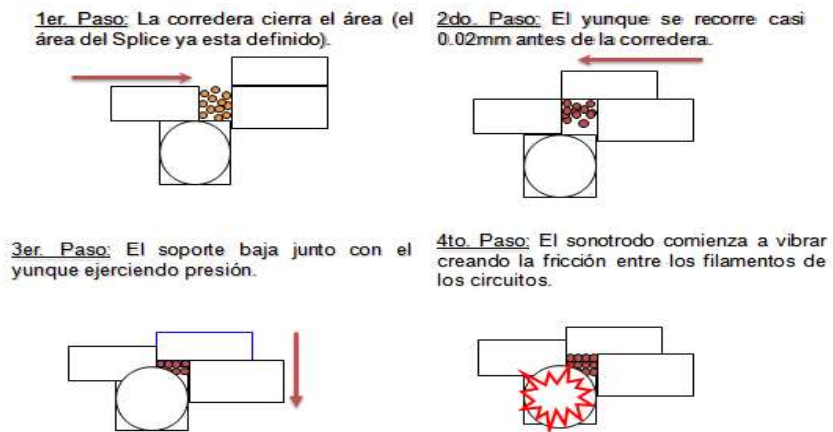 1er. Paso: La corredera cierra el área (el
área del Splice ya esta definido).
2do. Paso: El yunque se recorre casi
0.02mm antes de la corredera.
3er. Paso: El soporte baja junto con el
yunque ejerciendo presión.
4to. Paso: El sonotrodo comienza a vibrar
creando la fricción entre los filamentos de
los circuitos.